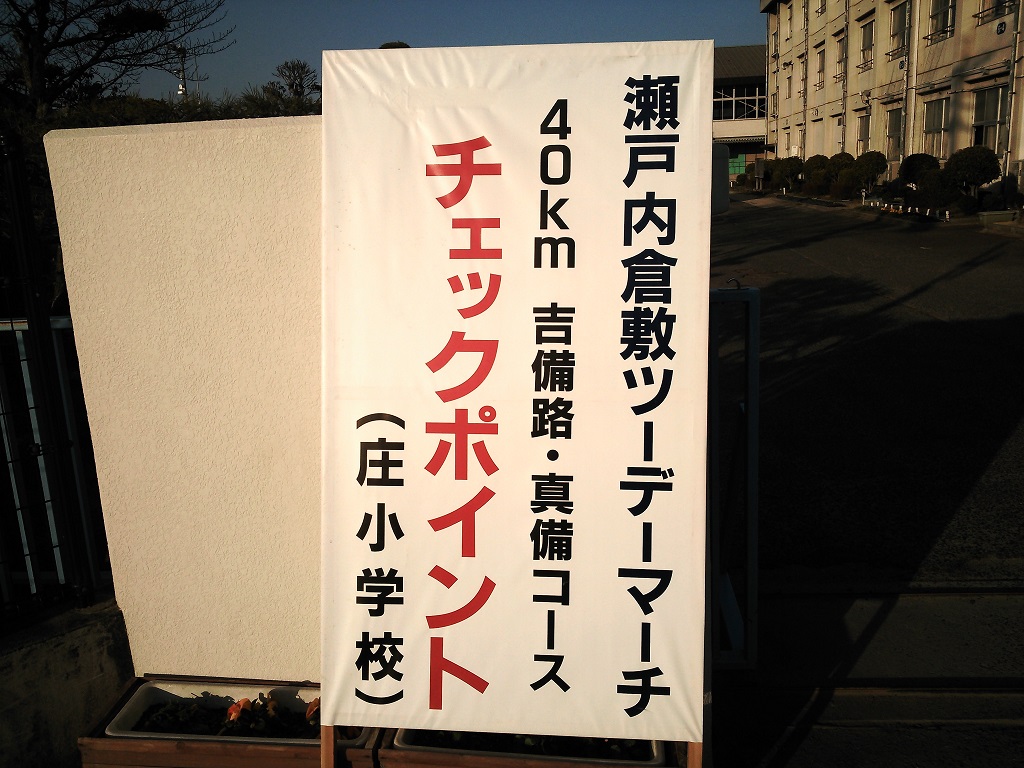 瀬戸内倉敷ツーデーマーチ
40km 吉備路・真備コース
チェックポイント
(庄小学校)